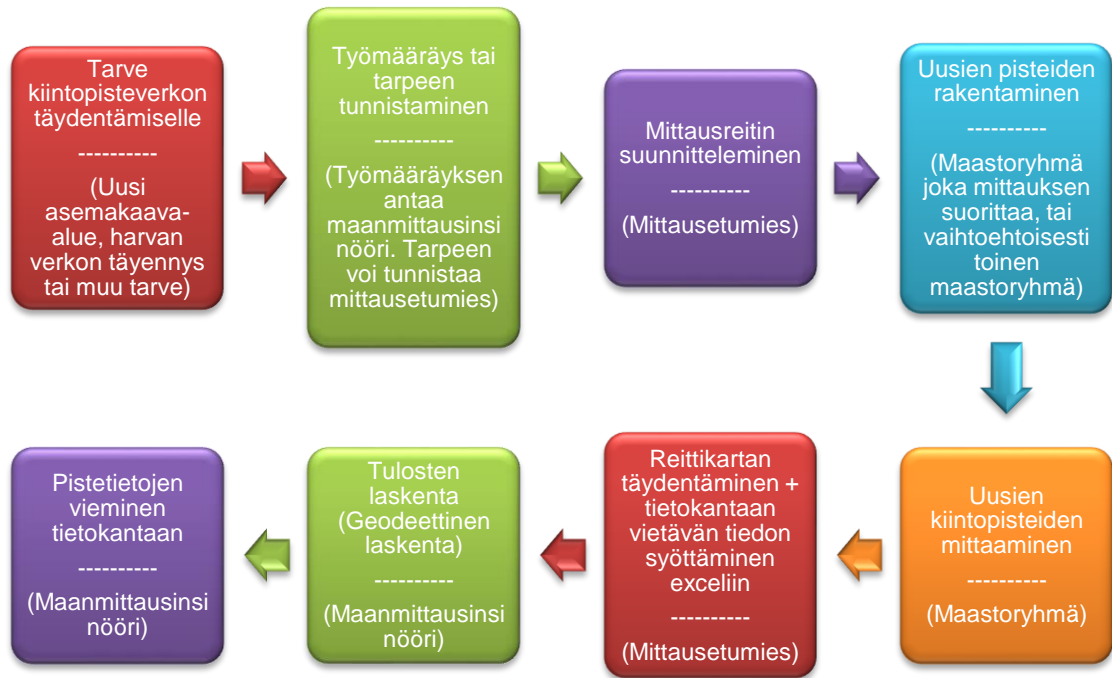 Tarve
kiintopisteverkon
täydentämiselle
----------
(Uusi
asemakaava-
alue, harvan
verkon täyennys
tai muu tarve)
Työmääräys tai
tarpeen
tunnistaminen
----------
(Työmääräyksen
antaa
maanmittausinsi
nööri. Tarpeen
voi tunnistaa
mittausetumies)
Mittausreitin
suunnitteleminen
----------
(Mittausetumies)
Uusien pisteiden
rakentaminen
----------
(Maastoryhmä
joka mittauksen
suorittaa, tai
vaihtoehtoisesti
toinen
maastoryhmä)
Uusien
kiintopisteiden
mittaaminen
----------
(Maastoryhmä)
Reittikartan
täydentäminen +
tietokantaan
vietävän tiedon
syöttäminen
exceliin
----------
(Mittausetumies)
Tulosten
laskenta
(Geodeettinen
laskenta)
----------
(Maanmittausinsi
nööri)
Pistetietojen
vieminen
tietokantaan
----------
(Maanmittausinsi
nööri)